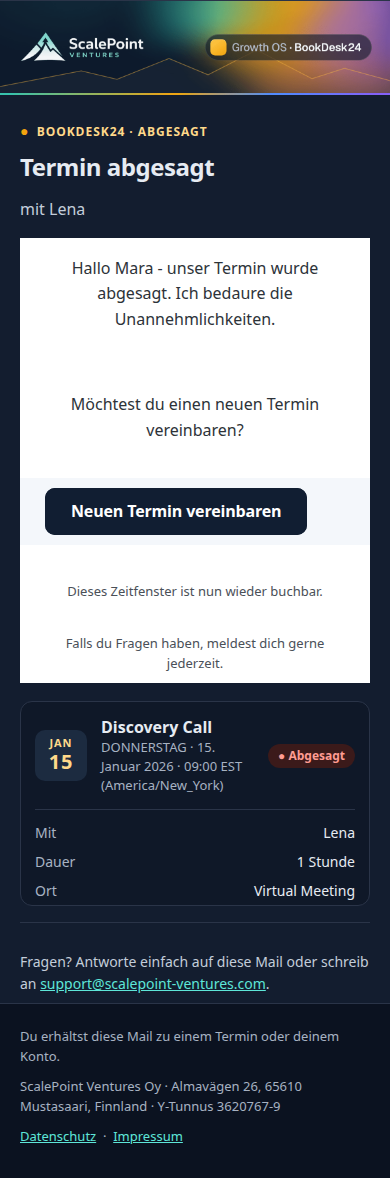 ScalePoint
VENTURES
Growth OS · BookDesk24
BOOKDESK24 · ABGESAGT
Termin abgesagt
mit Lena
Hallo Mara - unser Termin wurde
abgesagt. Ich bedaure die
Unannehmlichkeiten.
Möchtest du einen neuen Termin
vereinbaren?
Neuen Termin vereinbaren
Dieses Zeitfenster ist nun wieder buchbar.
Falls du Fragen haben, meldest dich gerne
jederzeit.
JAN
15
Discovery Call
DONNERSTAG · 15.
Januar 2026 · 09:00 EST
(America/New_York)
● Abgesagt
Mit Lena
Dauer 1 Stunde
Ort Virtual Meeting
Fragen? Antworte einfach auf diese Mail oder schreib
an support@scalepoint-ventures.com.
Du erhältst diese Mail zu einem Termin oder deinem
Konto.
ScalePoint Ventures Oy · Almavägen 26, 65610
Mustasaari, Finnland · Y-Tunnus 3620767-9
Datenschutz · Impressum